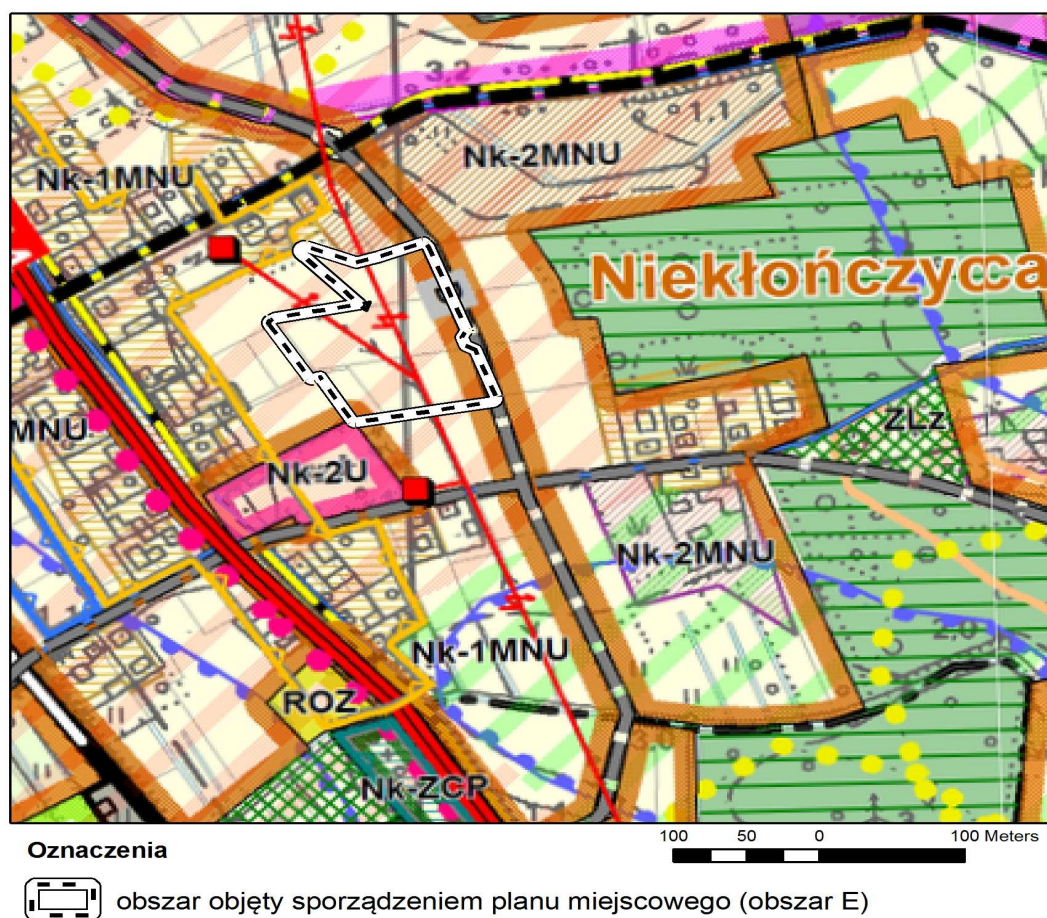 3.2
1.1
Nk-1MNU
Nk-2MNU
Niekłończyca
MNU
Nk-2U
ZLz
Nk-2MNU
Nk-1MNU
2.0
ROZ
Nk-ZCP
Oznaczenia
100 50 0 100 Meters
obszar objęty sporządzeniem planu miejscowego (obszar E)